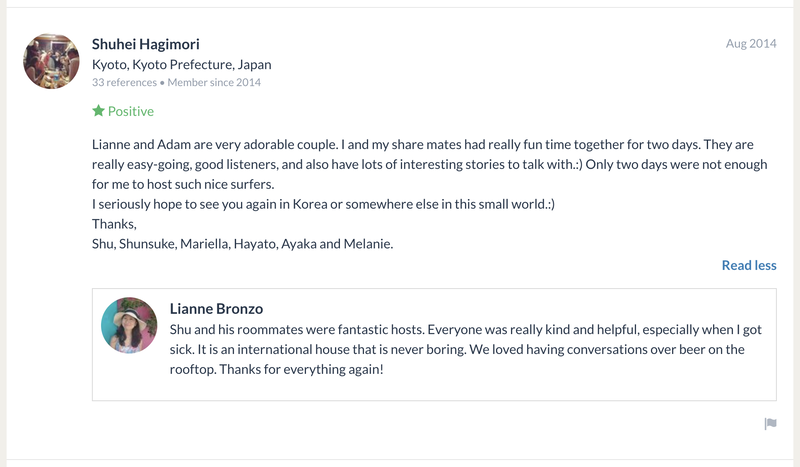 Shuhei Hagimori
Aug 2014
Kyoto, Kyoto Prefecture, Japan
33 references • Member since 2014
Positive
Lianne and Adam are very adorable couple. I and my share mates had really fun time together for two days. They are
really easy-going, good listeners, and also have lots of interesting stories to talk with.:) Only two days were not enough
for me to host such nice surfers.
I seriously hope to see you again in Korea or somewhere else in this small world.:)
Thanks,
Shu, Shunsuke, Mariella, Hayato, Ayaka and Melanie.
Read less
Lianne Bronzo
Shu and his roommates were fantastic hosts. Everyone was really kind and helpful, especially when I got
sick. It is an international house that is never boring. We loved having conversations over beer on the
rooftop. Thanks for everything again!